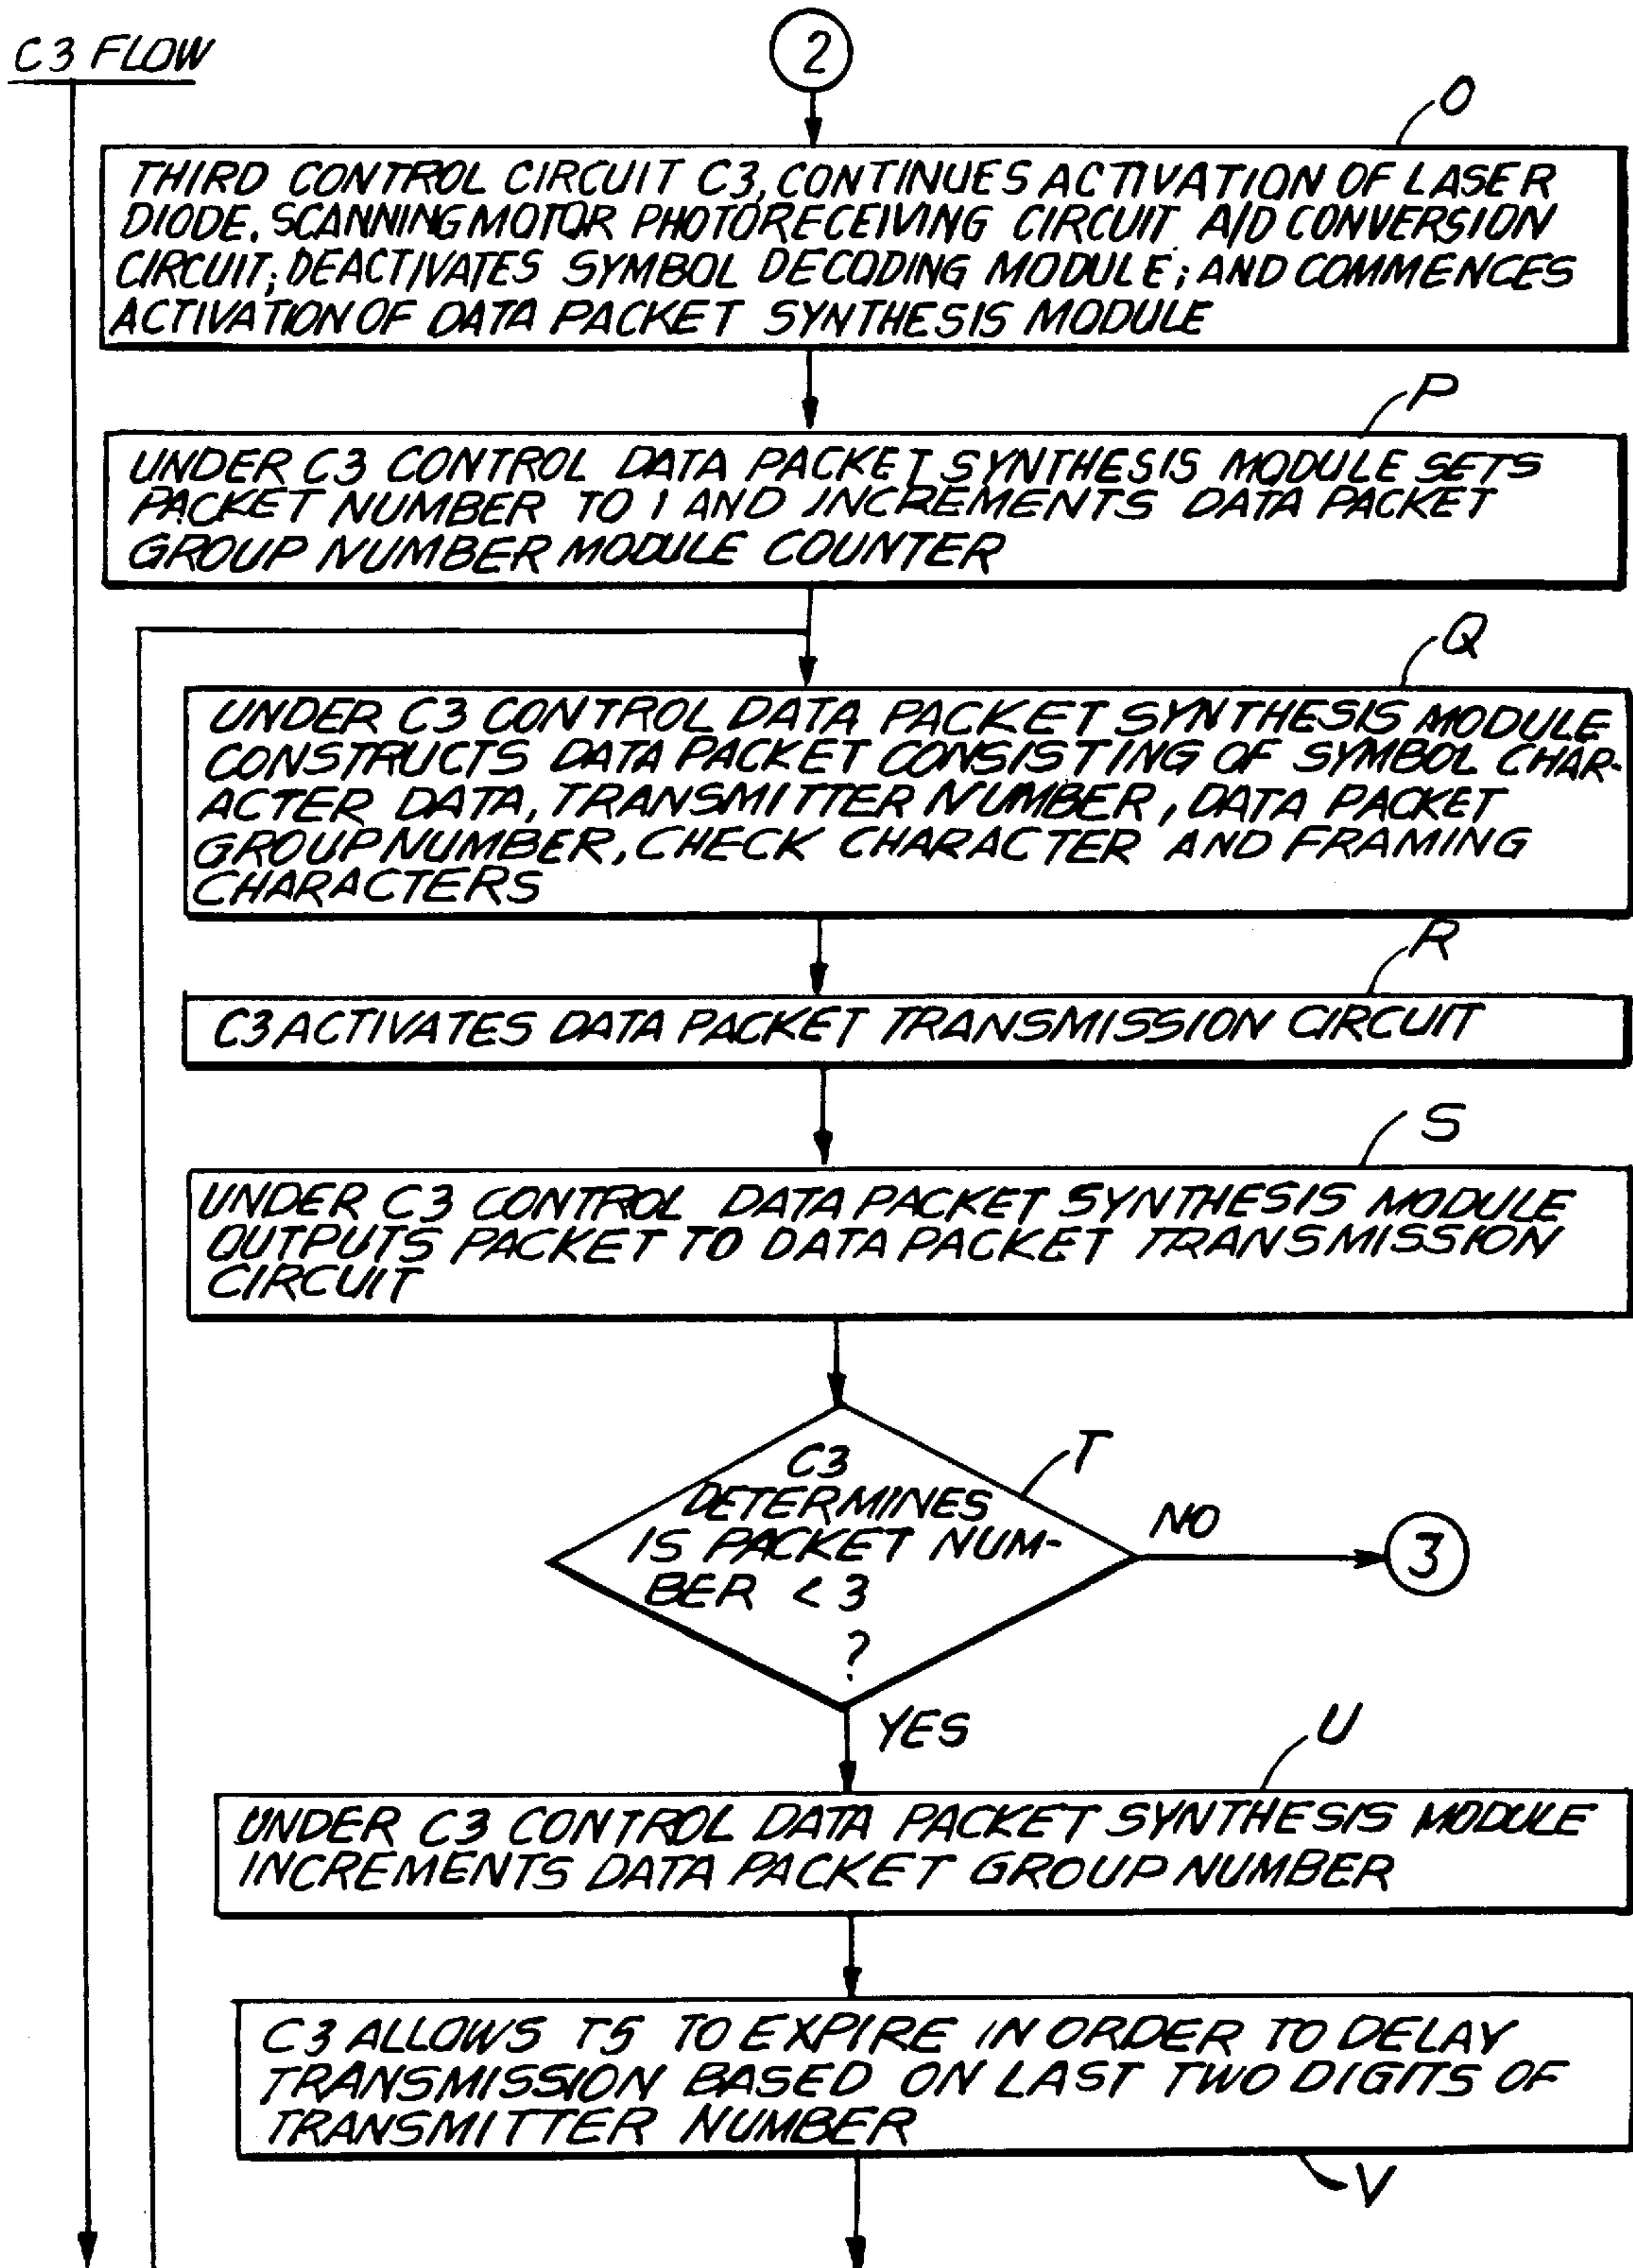 C3 FLOW
2
O
THIRD CONTROL CIRCUIT C3, CONTINUES ACTIVATION OF LASER
DIODE. SCANNING MOTOR PHOTORECEIVING CIRCUIT A/D CONVERSION
CIRCUIT; DEACTIVATES SYMBOL DECODING MODULE; AND COMMENCES
ACTIVATION OF DATA PACKET SYNTHESIS MODULE
P
UNDER C3 CONTROL DATA PACKET SYNTHESIS MODULE SETS
PACKET NUMBER TO 1 AND INCREMENTS DATA PACKET
GROUP NUMBER MODULE COUNTER
Q
UNDER C3 CONTROL DATA PACKET SYNTHESIS MODULE
CONSTRUCTS DATA PACKET CONSISTING OF SYMBOL CHAR-
ACTER DATA, TRANSMITTER NUMBER, DATA PACKET
GROUP NUMBER, CHECK CHARACTER AND FRAMING
CHARACTERS
R
C3 ACTIVATES DATA PACKET TRANSMISSION CIRCUIT
S
UNDER C3 CONTROL DATA PACKET SYNTHESIS MODULE
OUTPUTS PACKET TO DATA PACKET TRANSMISSION
CIRCUIT
T
C3
DETERMINES
IS PACKET NUM-
BER < 3
?
NO
3
YES
U
UNDER C3 CONTROL DATA PACKET SYNTHESIS MODULE
INCREMENTS DATA PACKET GROUP NUMBER
C3 ALLOWS T5 TO EXPIRE IN ORDER TO DELAY
TRANSMISSION BASED ON LAST TWO DIGITS OF
TRANSMITTER NUMBER
V